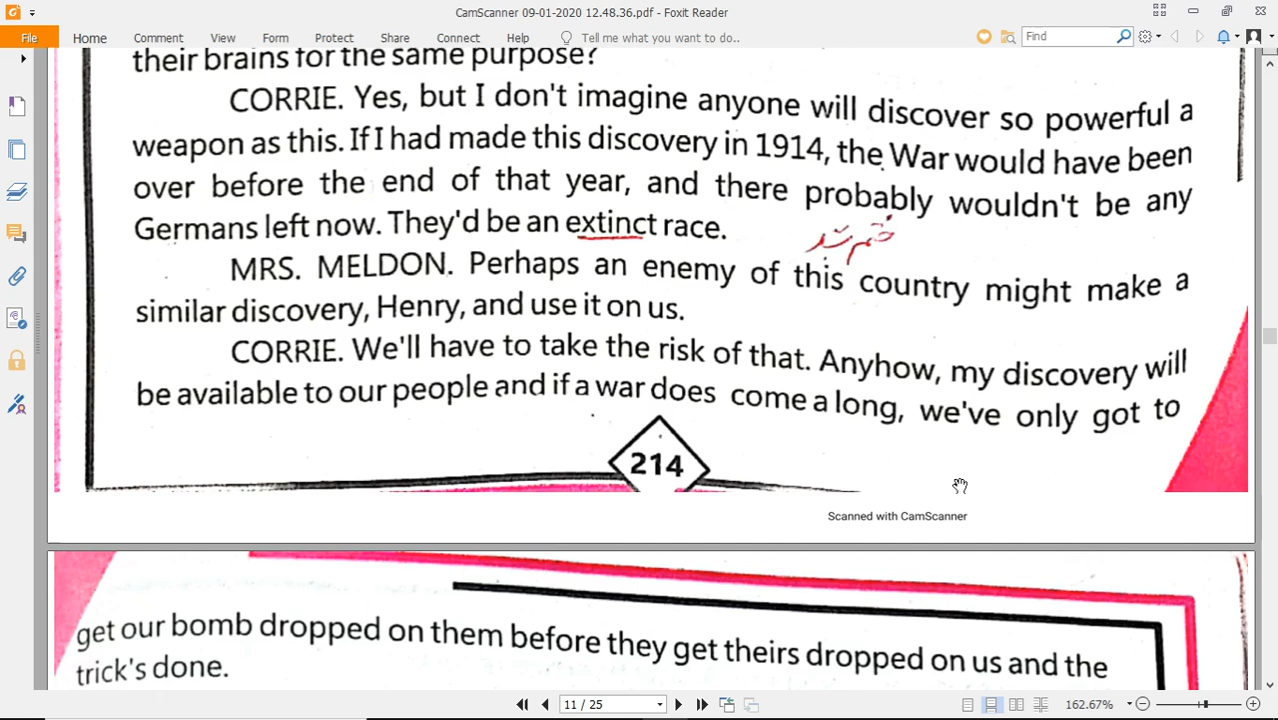 CamScanner 09-01-2020 12.48.36.pdf - Foxit Reader
File Home Comment View Form Protect Share Connect Help Tell me what you want to do.. Find
their brains for the same purpose?
CORRIE. Yes, but I don't imagine anyone will discover so powerful a
weapon as this. If I had made this discovery in 1914, the War would have been
over before the end of that year, and there probably wouldn't be any
Germans left now. They'd be an extinct race.
ختم شد
MRS. MELDON. Perhaps an enemy of this country might make a
similar discovery, Henry, and use it on us.
CORRIE. We'll have to take the risk of that. Anyhow, my discovery will
be available to our people and if a war does come a long, we've only got to
214
Scanned with CamScanner
get our bomb dropped on them before they get theirs dropped on us and the
trick's done.
11 / 25
162.67%